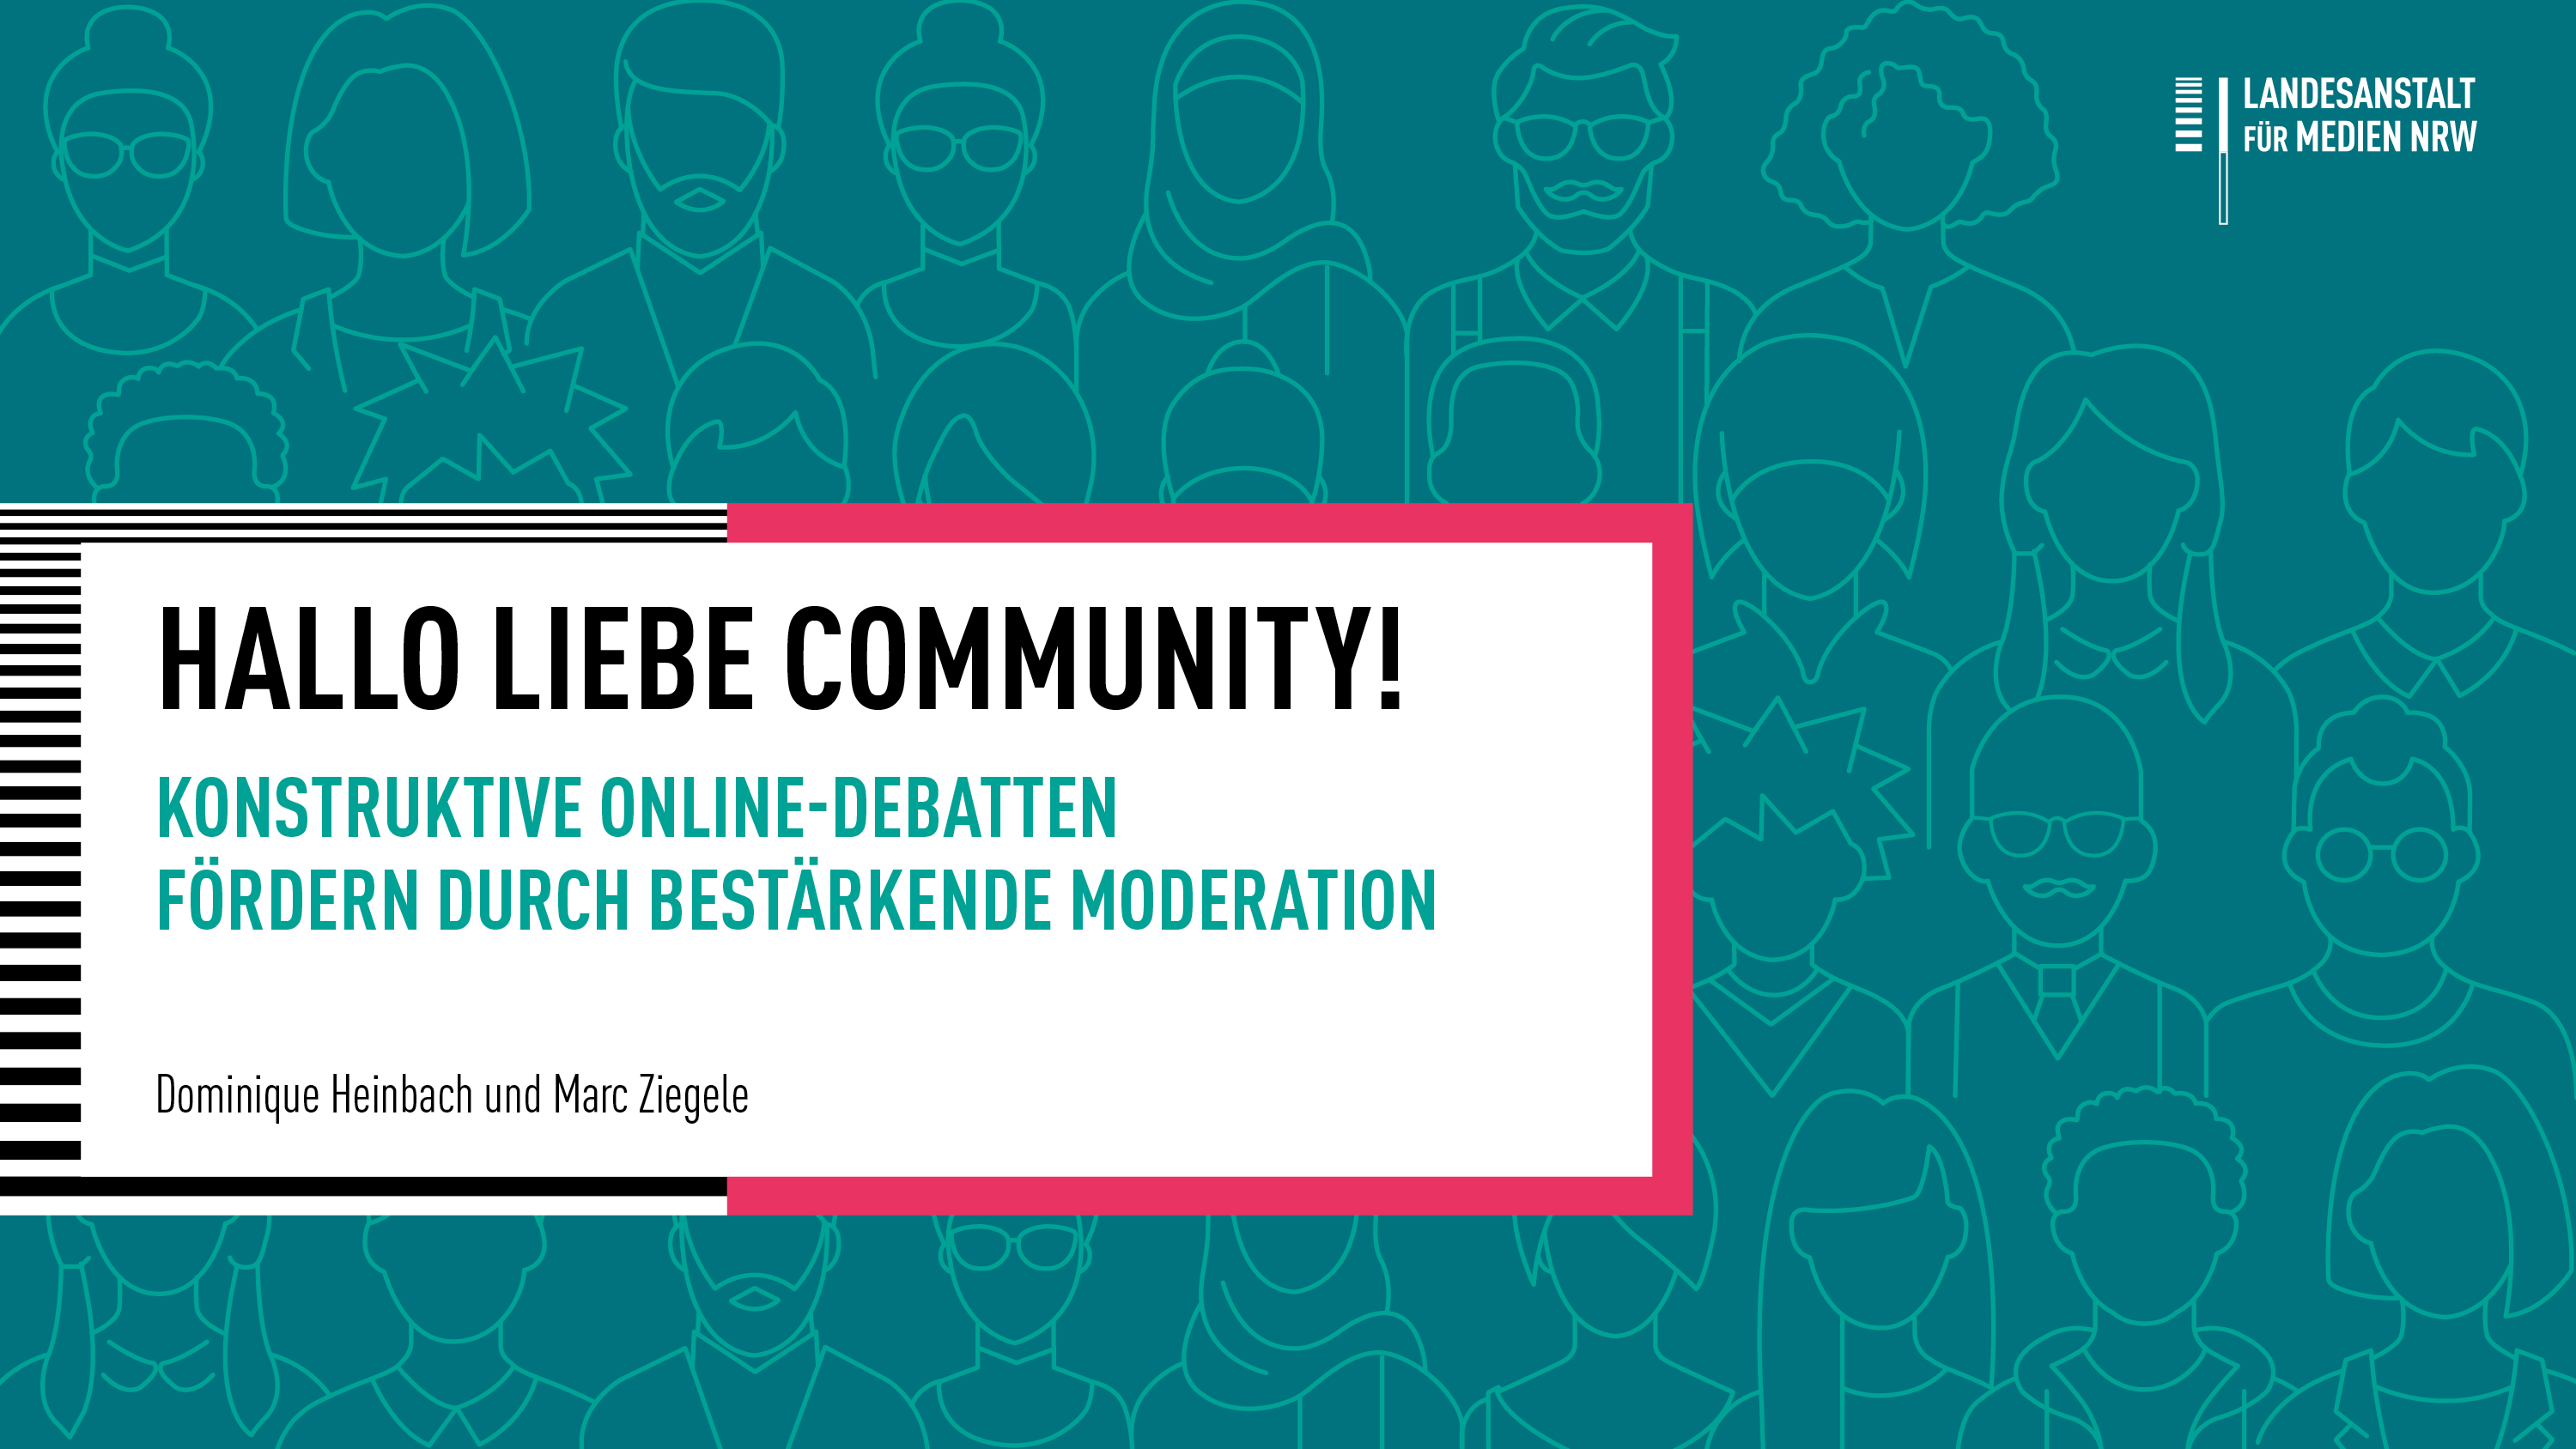 LANDESANSTALT
FÜR MEDIEN NRW
HALLO LIEBE COMMUNITY!
KONSTRUKTIVE ONLINE-DEBATTEN
FÖRDERN DURCH BESTÄRKENDE MODERATION
Dominique Heinbach und Marc Ziegele